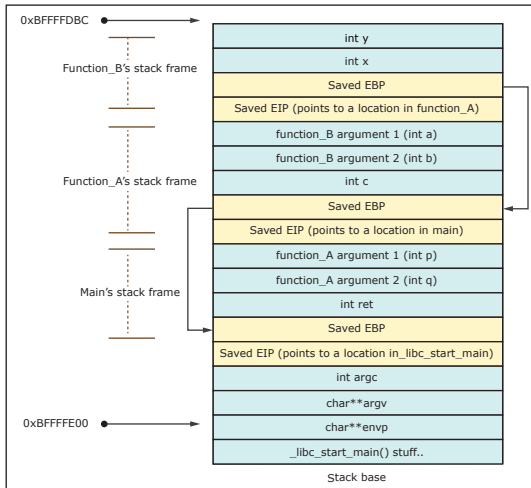 0xBFFFFDBC
int y
int x
Function_B's stack frame
Saved EBP
Saved EIP (points to a location in function_A)
function_B argument 1 (int a)
function_B argument 2 (int b)
Function_A's stack frame
int c
Saved EBP
Saved EIP (points to a location in main)
function_A argument 1 (int p)
function_A argument 2 (int q)
Main's stack frame
int ret
Saved EBP
Saved EIP (points to a location in_libc_start_main)
int argc
char**argv
0xBFFFFE00
char**envp
_libc_start_main() stuff..
Stack base